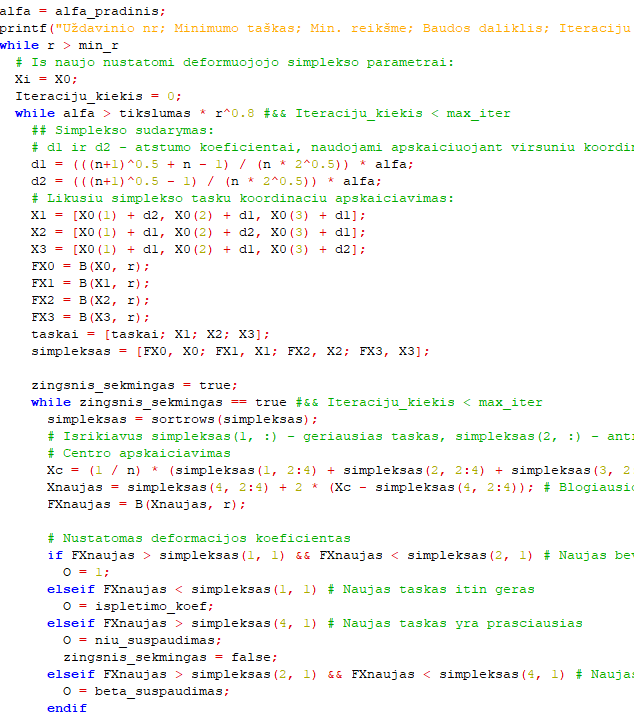 alfa = alfa_pradinis;
printf("Uždavinio nr; Minimumo taškas; Min. reikšme; Baudos daliklis; Iteraciju
while r > min_r
# Is naujo nustatomi deformuojojo simplekso parametrai:
Xi = X0;
Iteraciju_kiekis = 0;
while alfa > tikslumas * r^0.8 #&& Iteraciju_kiekis < max_iter
## Simplekso sudarymas:
# d1 ir d2 - atstumo koeficientai, naudojami apskaiciuojant virsuniu koordin
d1 = (((n+1)^0.5 + n - 1) / (n * 2^0.5)) * alfa;
d2 = (((n+1)^0.5 - 1) / (n * 2^0.5)) * alfa;
# Likusiu simplekso tasku koordinaciu apskaiciavimas:
X1 = [X0(1) + d2, X0(2) + d1, X0(3) + d1];
X2 = [X0(1) + d1, X0(2) + d2, X0(3) + d1];
X3 = [X0(1) + d1, X0(2) + d1, X0(3) + d2];
FX0 = B(X0, r);
FX1 = B(X1, r);
FX2 = B(X2, r);
FX3 = B(X3, r);
taskai = [taskai; X1; X2; X3];
simpleksas = [FX0, X0; FX1, X1; FX2, X2; FX3, X3];
zingsnis_sekmingas = true;
while zingsnis_sekmingas == true #&& Iteraciju_kiekis < max_iter
simpleksas = sortrows(simpleksas);
# Isrikiavus simpleksas(1, :) - geriausias taskas, simpleksas(2, :) - antr
# Centro apskaiciavimas
Xc = (1 / n) * (simpleksas(1, 2:4) + simpleksas(2, 2:4) + simpleksas(3, 2
Xnaujas = simpleksas(4, 2:4) + 2 * (Xc - simpleksas(4, 2:4)); # Blogiausio
FXnaujas = B(Xnaujas, r);
# Nustatomas deformacijos koeficientas
if FXnaujas > simpleksas(1, 1) && FXnaujas < simpleksas(2, 1) # Naujas bev
O = 1;
elseif FXnaujas < simpleksas(1, 1) # Naujas taskas itin geras
O = ispletimo_koef;
elseif FXnaujas > simpleksas(4, 1) # Naujas taskas yra prasciausias
O = niu_suspaudimas;
zingsnis_sekmingas = false;
elseif FXnaujas > simpleksas(2, 1) && FXnaujas < simpleksas(4, 1) # Naujas
O = beta_suspaudimas;
endif